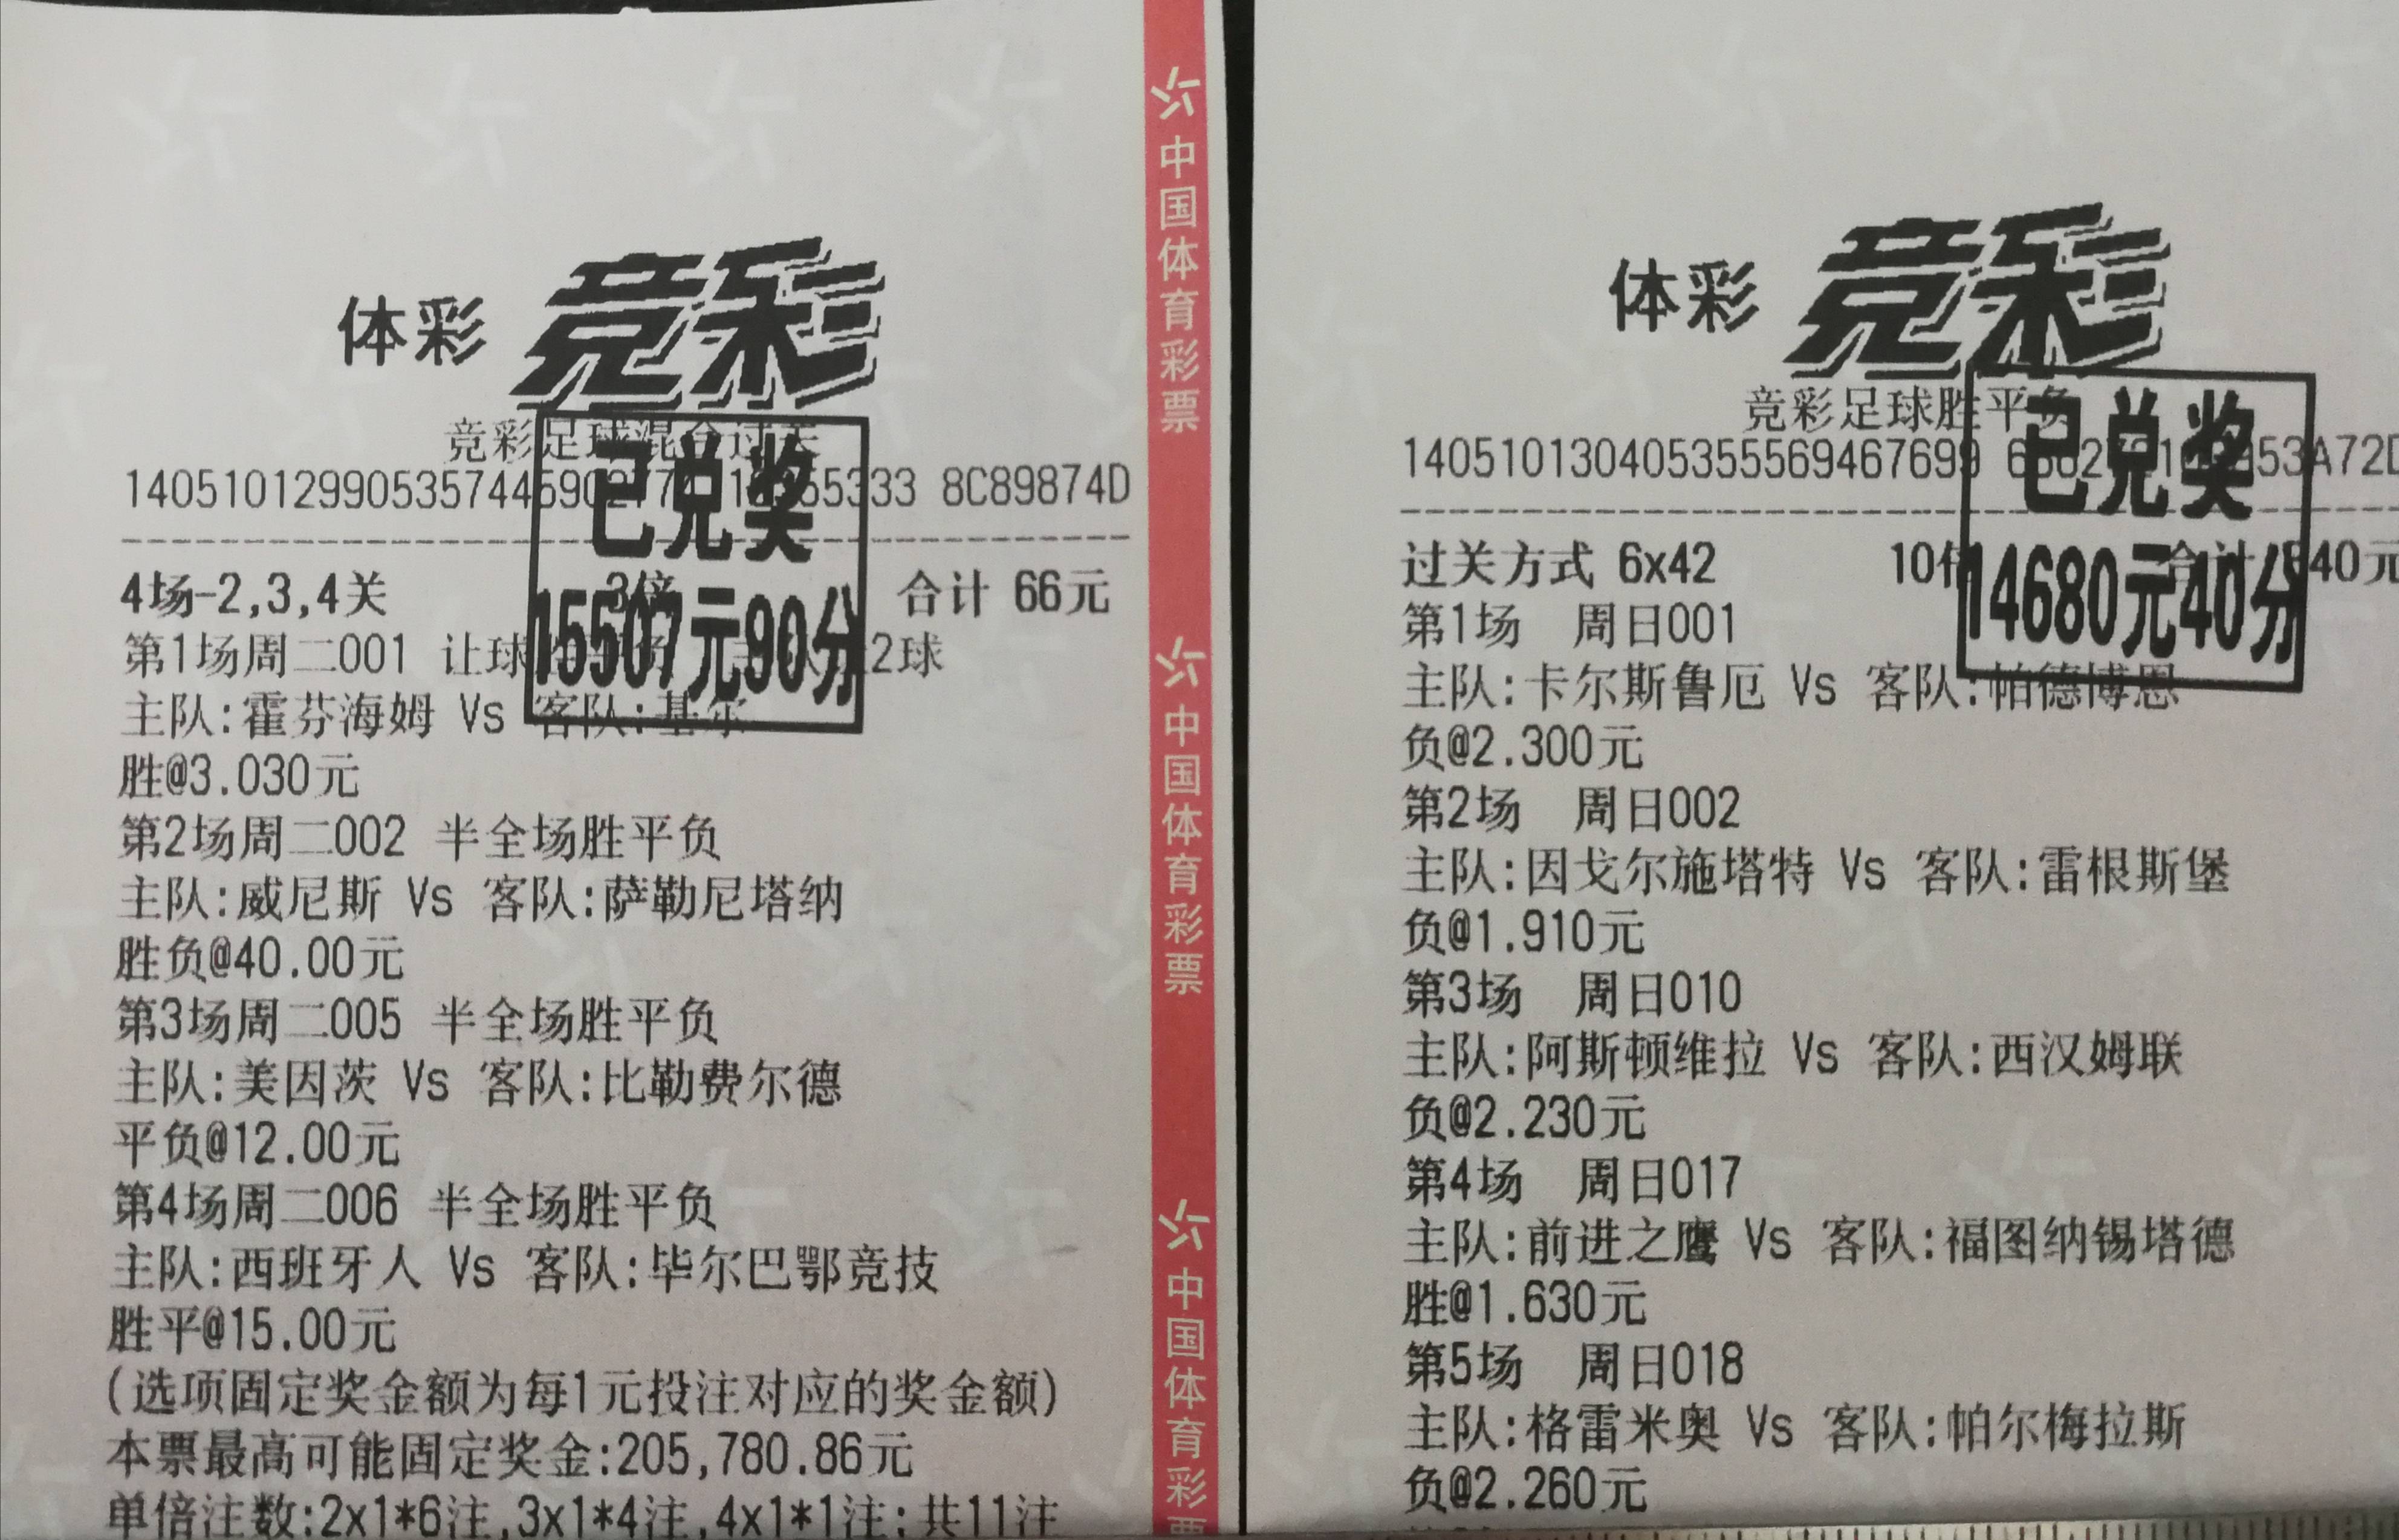 体彩 竞彩
竞彩足球混合过关
8C89874D
已兑奖
15507元90分
4场-2,3,4关 3倍 合计 66元
第1场周二001 让球 2球
主队:霍芬海姆 Vs 客队:基尔
胜@3.030元
第2场周二002 半全场胜平负
主队:威尼斯 Vs 客队:萨勒尼塔纳
胜负@40.00元
第3场周二005 半全场胜平负
主队:美因茨 Vs 客队:比勒费尔德
平负@12.00元
第4场周二006 半全场胜平负
主队:西班牙人 Vs 客队:毕尔巴鄂竞技
胜平@15.00元
(选项固定奖金额为每1元投注对应的奖金额)
本票最高可能固定奖金:205,780.86元
单倍注数:2x1*6注,3x1*4注,4x1*1注;共11注
中国体育彩票
中国体育彩票
中国体育彩票
体彩 竞彩
竞彩足球胜平负
140510130405355569467699
已兑奖
14680元40分
过关方式 6x42 10倍 合计
第1场 周日001
主队:卡尔斯鲁厄 Vs 客队:帕德博恩
负@2.300元
第2场 周日002
主队:因戈尔施塔特 Vs 客队:雷根斯堡
负@1.910元
第3场 周日010
主队:阿斯顿维拉 Vs 客队:西汉姆联
负@2.230元
第4场 周日017
主队:前进之鹰 Vs 客队:福图纳锡塔德
胜@1.630元
第5场 周日018
主队:格雷米奥 Vs 客队:帕尔梅拉斯
负@2.260元